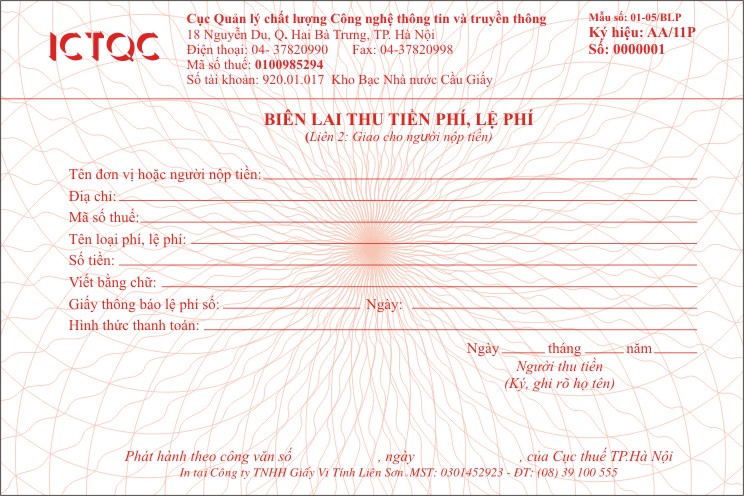 ICTQC
Cục Quản lý chất lượng Công nghệ thông tin và truyền thông
18 Nguyễn Du, Q. Hai Bà Trưng, TP. Hà Nội
Điện thoại: 04- 37820990 Fax: 04-37820998
Mã số thuế: 0100985294
Số tài khoản: 920.01.017 Kho Bạc Nhà nước Cầu Giấy
Mẫu số: 01-05/BLP
Ký hiệu: AA/11P
Số: 0000001
BIÊN LAI THU TIỀN PHÍ, LỆ PHÍ
(Liên 2: Giao cho người nộp tiền)
Tên đơn vị hoặc người nộp tiền:
Địa chỉ:
Mã số thuế:
Tên loại phí, lệ phí:
Số tiền:
Viết bằng chữ:
Giấy thông báo lệ phí số: Ngày:
Hình thức thanh toán:
Ngày tháng năm
Người thu tiền
(Ký, ghi rõ họ tên)
Phát hành theo công văn số , ngày , của Cục thuế TP.Hà Nội
In tại Công ty TNHH Giấy Vi Tính Liên Sơn. MST: 0301452923 - ĐT: (08) 39 100 555